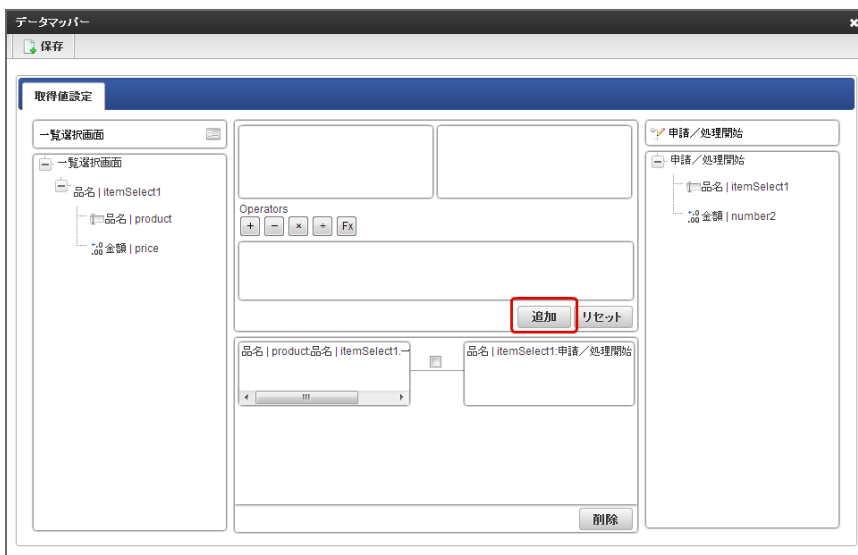 データマッパー
保存
取得値設定
一覧選択画面
一覧選択画面
品名 | itemSelect1
品名 | product
金額 | price
Operators
+ − × ÷ Fx
追加 リセット
品名 | product:品名 | itemSelect1.一
品名 | itemSelect1:申請／処理開始
削除
申請／処理開始
申請／処理開始
品名 | itemSelect1
金額 | number2